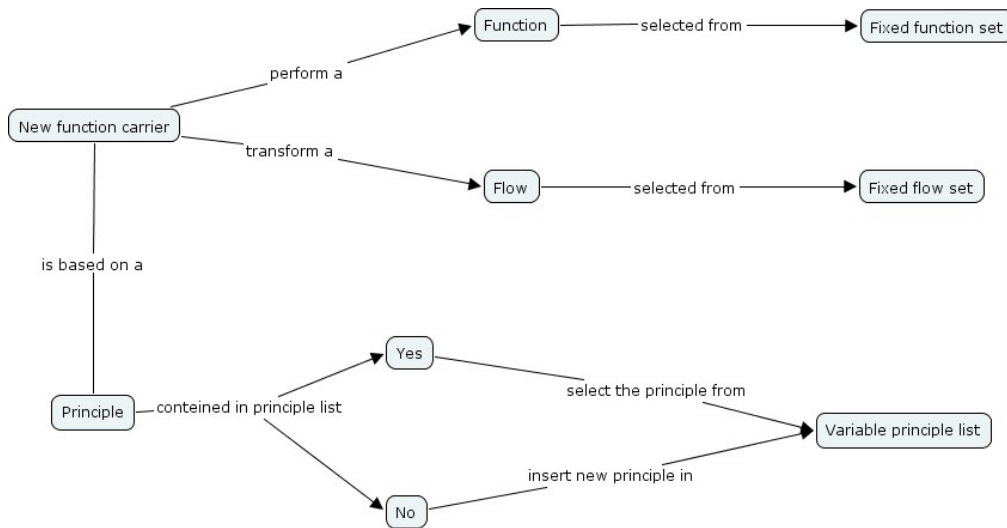 Function
selected from
Fixed function set
perform a
New function carrier
transform a
Flow
selected from
Fixed flow set
is based on a
Yes
select the principle from
Principle
conteined in principle list
Variable principle list
insert new principle in
No